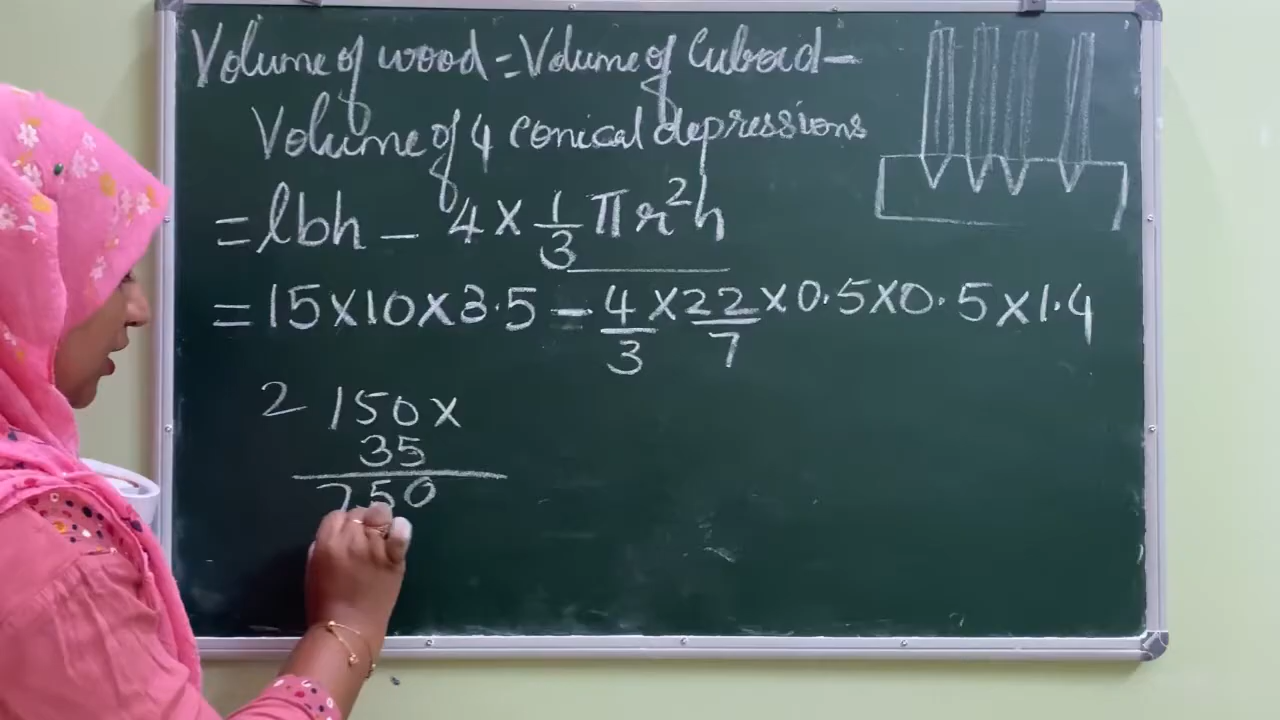 Volume of wood = Volume of Cuboid –
Volume of 4 conical depressions
= lbh – 4 × 1/3 πr²h
= 15×10×3.5 – 4/3 × 22/7 ×0.5×0.5×1.4
2 150×
35
750